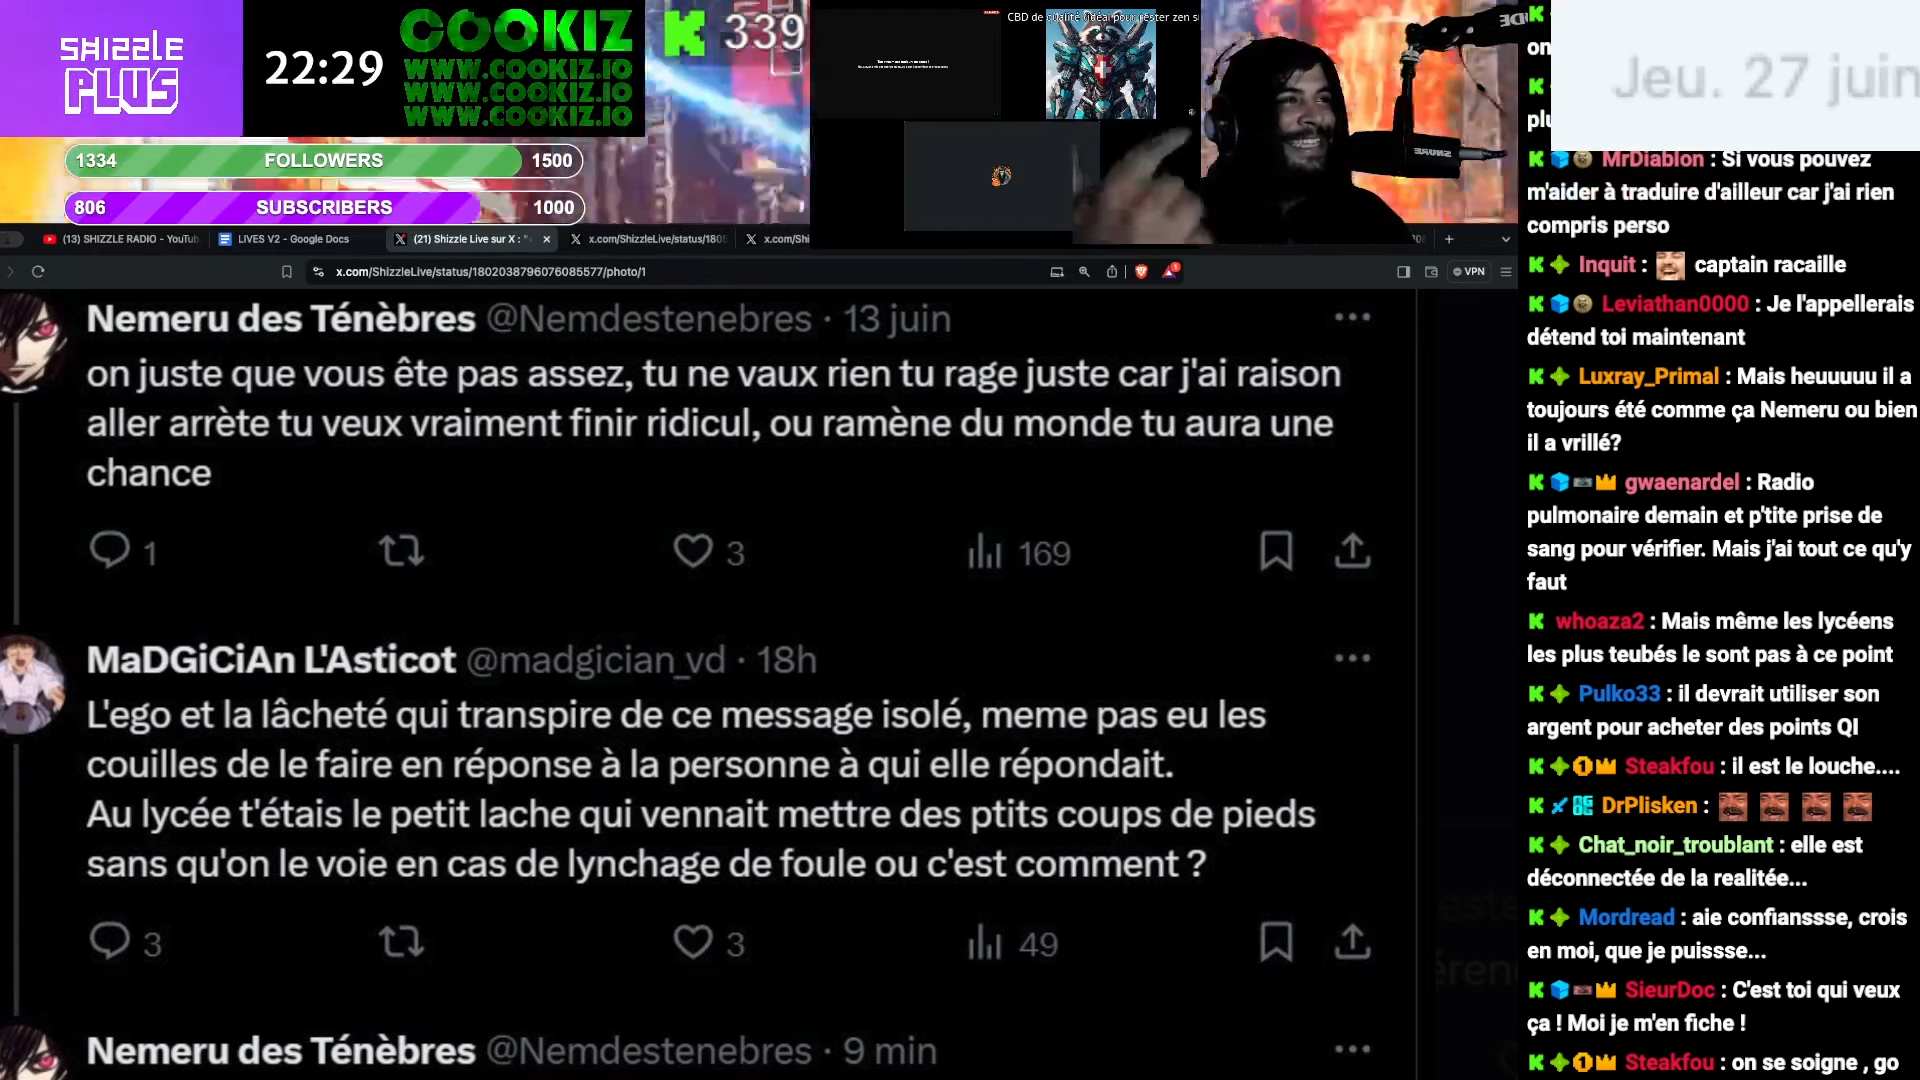 SHIZZLE
PLUS
22:29
COOKIZ
WWW.COOKIZ.IO
WWW.COOKIZ.IO
WWW.COOKIZ.IO
339
1334 FOLLOWERS 1500
806 SUBSCRIBERS 1000
CBD de qualité (idéal pour rester zen s
SHURE
Jeu. 27 juin
(13) SHIZZLE RADIO - YouTub
LIVES V2 - Google Docs
(21) Shizzle Live sur X : "
x.com/ShizzleLive/status/180
x.com/Shi
x.com/ShizzleLive/status/1802038796076085577/photo/1
VPN
Nemeru des Ténèbres @Nemdestenebres · 13 juin
on juste que vous ête pas assez, tu ne vaux rien tu rage juste car j'ai raison
aller arrète tu veux vraiment finir ridicul, ou ramène du monde tu aura une
chance
1 3 169
MaDGiCiAn L'Asticot @madgician_vd · 18h
L'ego et la lâcheté qui transpire de ce message isolé, meme pas eu les
couilles de le faire en réponse à la personne à qui elle répondait.
Au lycée t'étais le petit lache qui vennait mettre des ptits coups de pieds
sans qu'on le voie en cas de lynchage de foule ou c'est comment ?
3 3 49
Nemeru des Ténèbres @Nemdestenebres · 9 min
on
plu
MrDiablon : Si vous pouvez
m'aider à traduire d'ailleur car j'ai rien
compris perso
Inquit : captain racaille
Leviathan0000 : Je l'appellerais
détend toi maintenant
Luxray_Primal : Mais heuuuuu il a
toujours été comme ça Nemeru ou bien
il a vrillé?
gwaenardel : Radio
pulmonaire demain et p'tite prise de
sang pour vérifier. Mais j'ai tout ce qu'y
faut
whoaza2 : Mais même les lycéens
les plus teubés le sont pas à ce point
Pulko33 : il devrait utiliser son
argent pour acheter des points QI
Steakfou : il est le louche....
DrPlisken :
Chat_noir_troublant : elle est
déconnectée de la realitée...
Mordread : aie confianssse, crois
en moi, que je puissse...
SieurDoc : C'est toi qui veux
ça ! Moi je m'en fiche !
Steakfou : on se soigne , go